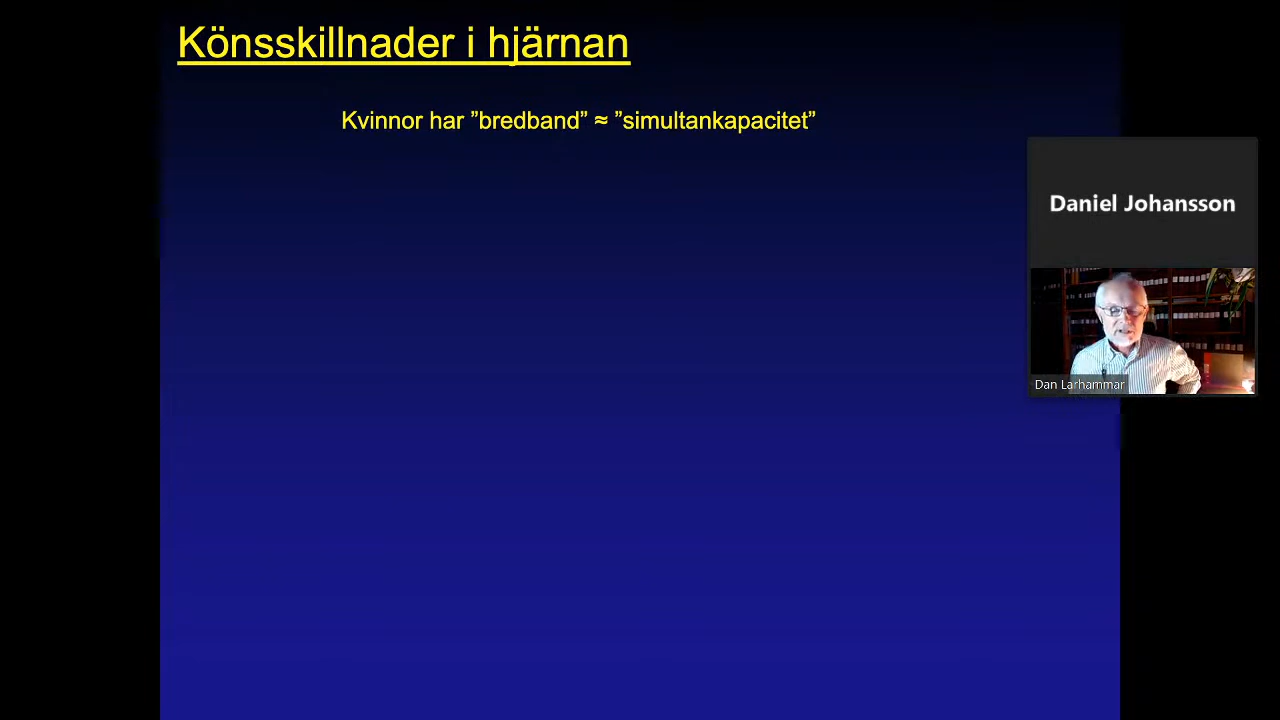 Könsskillnader i hjärnan
Kvinnor har ”bredband” ≈ ”simultankapacitet”
Daniel Johansson
Dan Larhammar